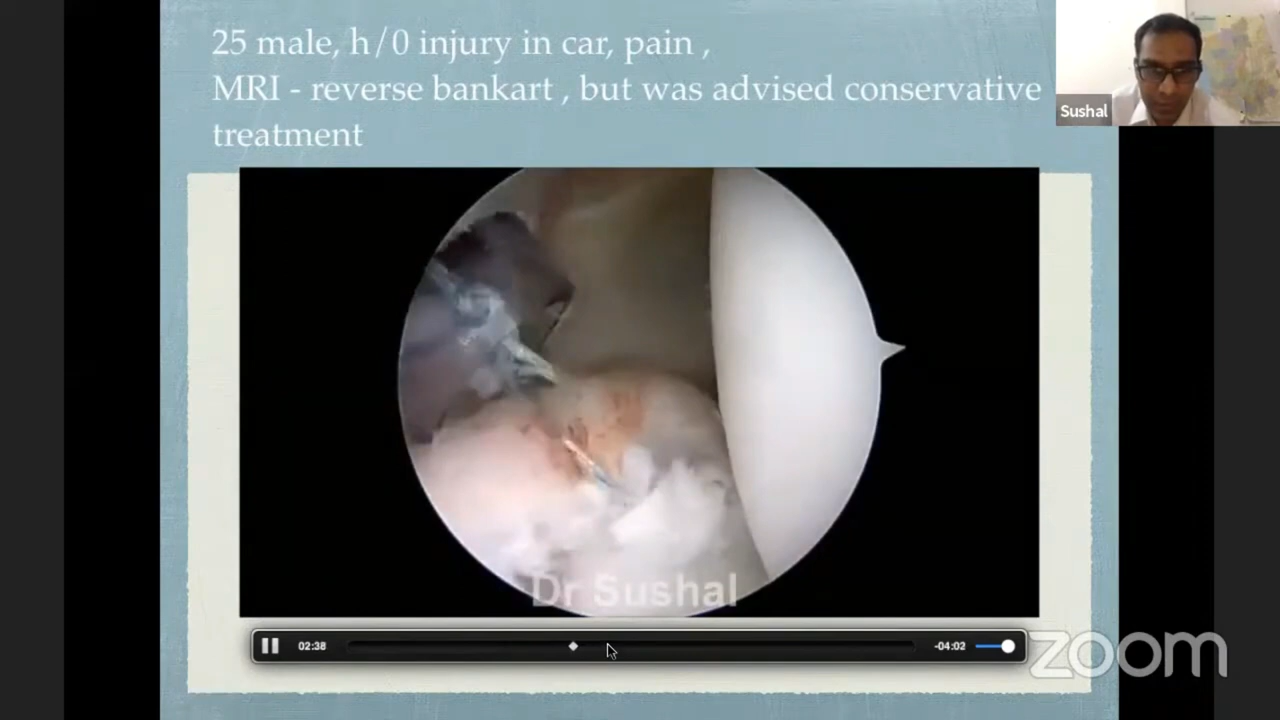 25 male, h/0 injury in car, pain ,
MRI - reverse bankart , but was advised conservative
treatment
Sushal
Dr Sushal
02:38
-04:02
zoom